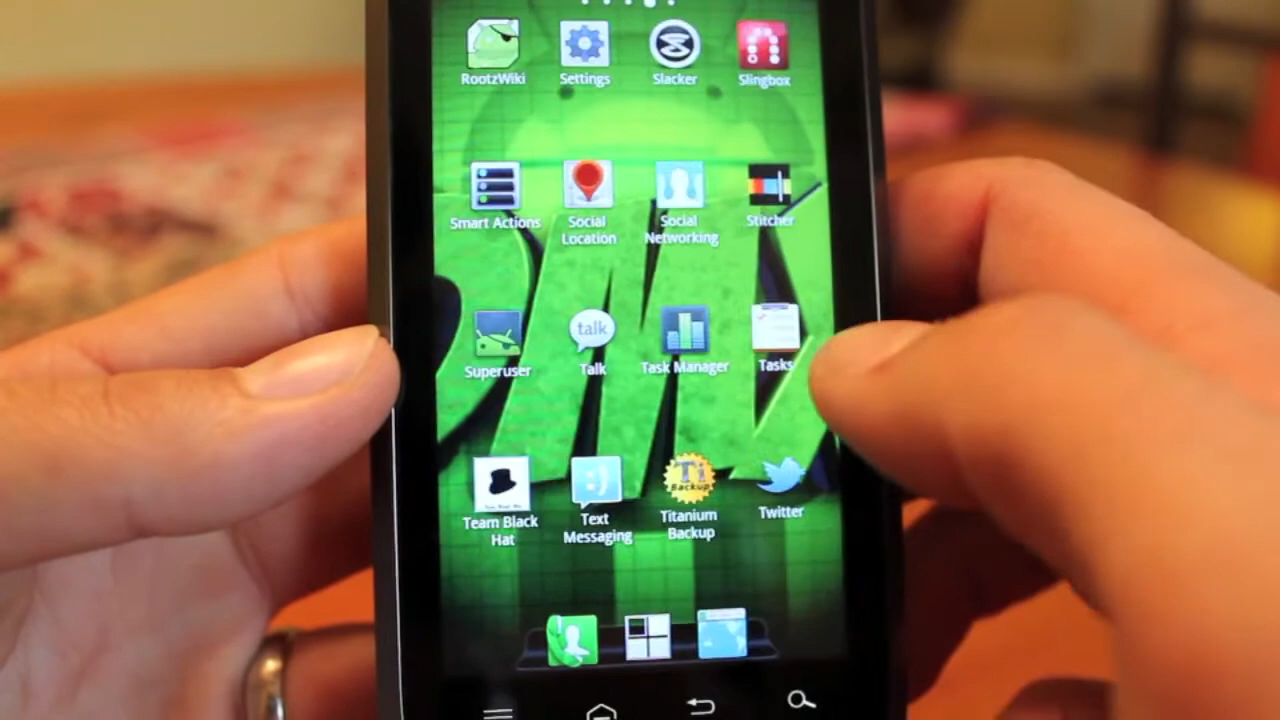 RootzWiki Settings Slacker Slingbox
Smart Actions Social Location Social Networking Stitcher
talk
Superuser Talk Task Manager Tasks
Ti
Backup
Team Black Hat Text Messaging Titanium Backup Twitter